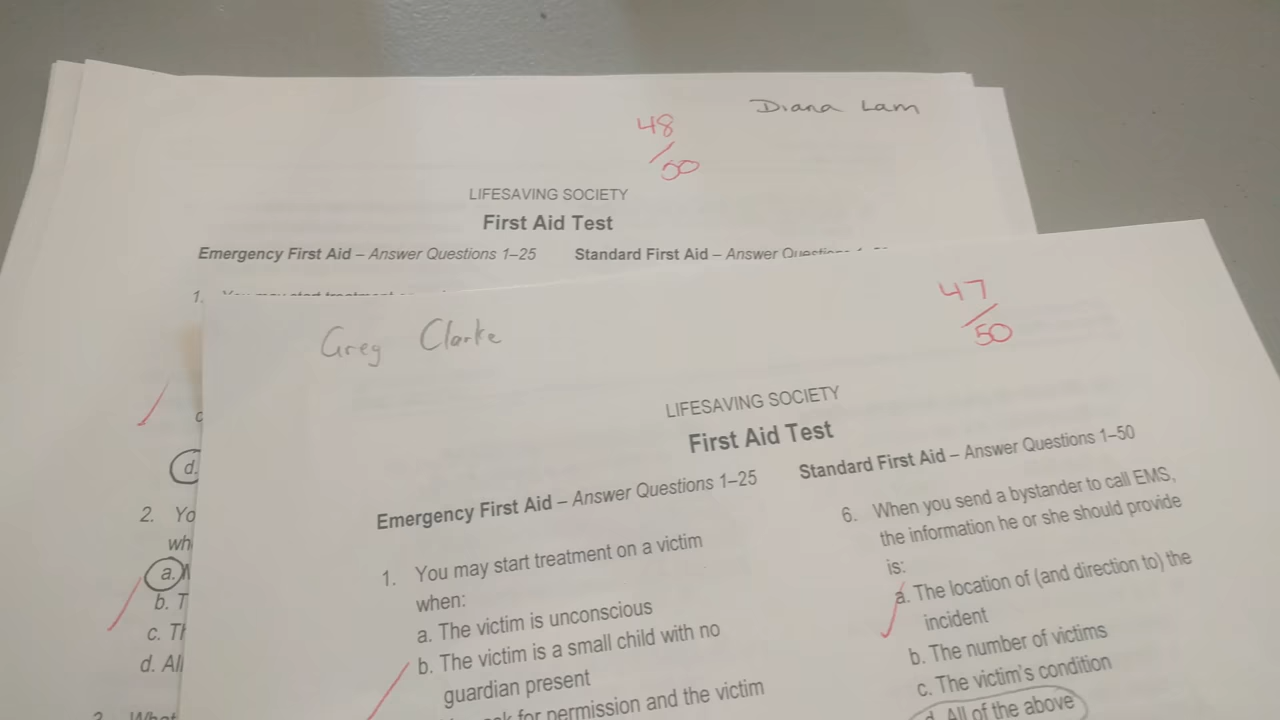 Diana Lam
48
/
50
LIFESAVING SOCIETY
First Aid Test
Emergency First Aid – Answer Questions 1–25
Standard First Aid – Answer Questions
1.
d.
2. Yo
wh
a.
b. T
c. Th
d. All
Greg Clarke
47
/
50
LIFESAVING SOCIETY
First Aid Test
Emergency First Aid – Answer Questions 1–25
1. You may start treatment on a victim
when:
a. The victim is unconscious
b. The victim is a small child with no
guardian present
for permission and the victim
Standard First Aid – Answer Questions 1–50
6. When you send a bystander to call EMS,
the information he or she should provide
is:
a. The location of (and direction to) the
incident
b. The number of victims
c. The victim's condition
d. All of the above